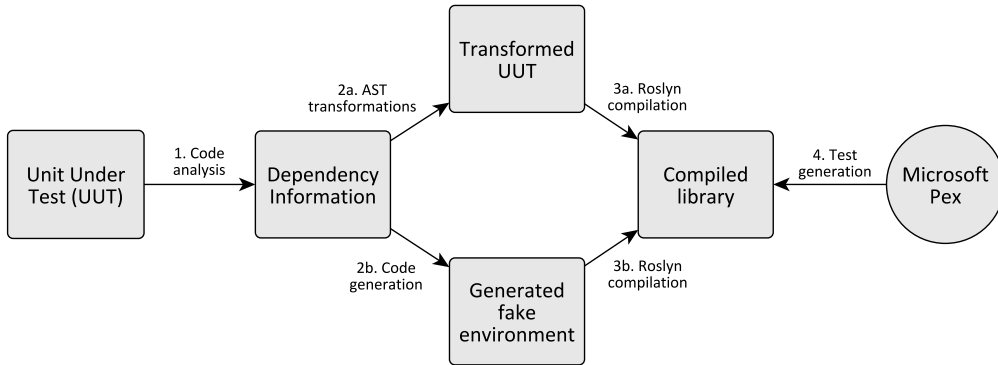 Unit Under
Test (UUT)
1. Code
analysis
Dependency
Information
2a. AST
transformations
Transformed
UUT
2b. Code
generation
Generated
fake
environment
3a. Roslyn
compilation
3b. Roslyn
compilation
Compiled
library
4. Test
generation
Microsoft
Pex